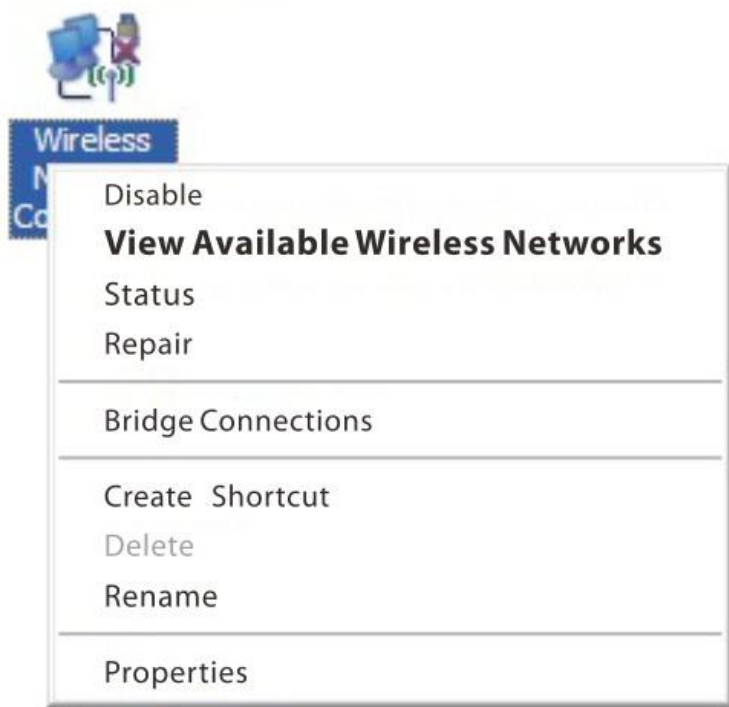 Wireless
Disable
View Available Wireless Networks
Status
Repair
Bridge Connections
Create Shortcut
Delete
Rename
Properties